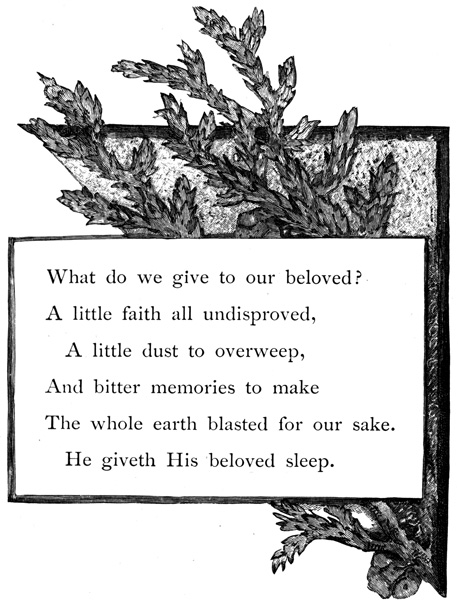 What do we give to our beloved?
A little faith all undisproved,
A little dust to overweep,
And bitter memories to make
The whole earth blasted for our sake.
He giveth His beloved sleep.